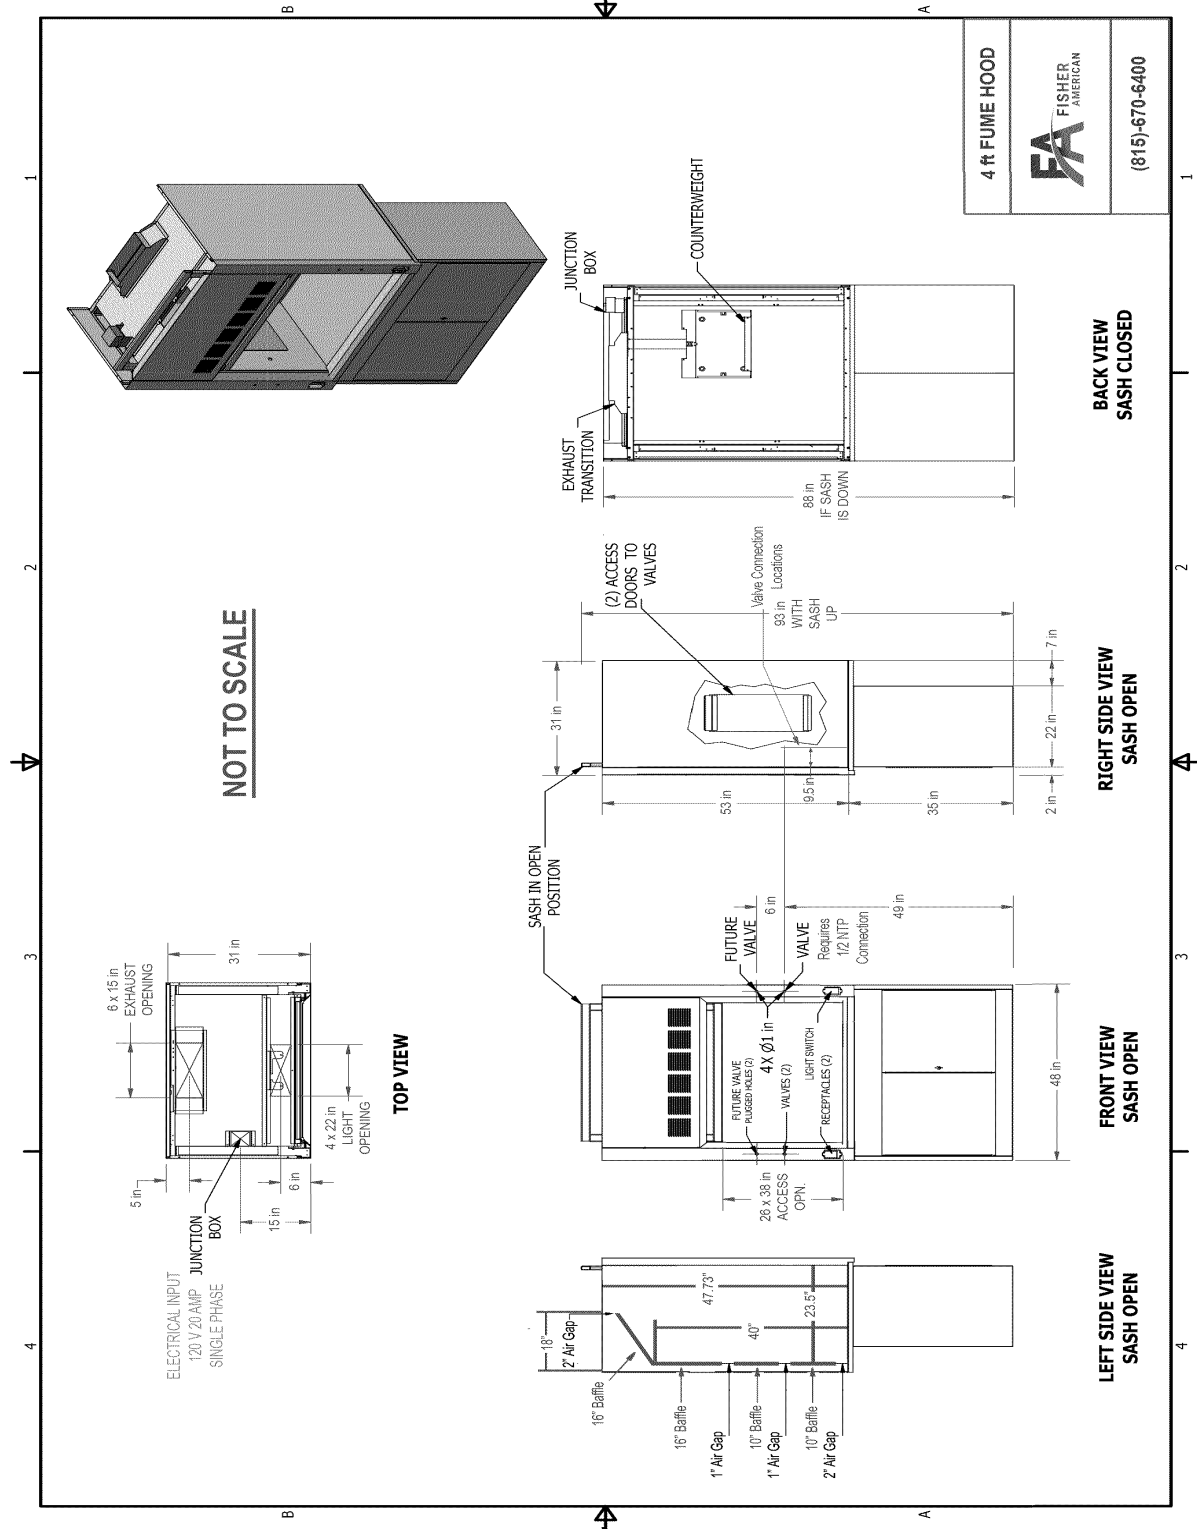 4
3
2
1
B
B
A
A
4
3
2
1
NOT TO SCALE
ELECTRICAL INPUT
120 V 20 AMP
SINGLE PHASE
JUNCTION
BOX
5 in
15 in
6 in
4 x 22 in
LIGHT
OPENING
6 x 15 in
EXHAUST
OPENING
31 in
TOP VIEW
18"
2" Air Gap
16" Baffle
16" Baffle
1" Air Gap
10" Baffle
1" Air Gap
10" Baffle
2" Air Gap
47.73"
40"
23.5"
LEFT SIDE VIEW
SASH OPEN
SASH IN OPEN
POSITION
26 x 38 in
ACCESS
OPN.
FUTURE VALVE
PLUGGED HOLES (2)
4X Ø1 in
VALVES (2)
LIGHT SWITCH
RECEPTACLES (2)
FUTURE
VALVE
VALVE
Requires
1/2 NTP
Connection
6 in
49 in
48 in
FRONT VIEW
SASH OPEN
31 in
53 in
35 in
9.5 in
2 in
22 in
7 in
(2) ACCESS
DOORS TO
VALVES
Valve Connection
Locations
93 in
WITH
SASH
UP
RIGHT SIDE VIEW
SASH OPEN
EXHAUST
TRANSITION
JUNCTION
BOX
COUNTERWEIGHT
88 in
IF SASH
IS DOWN
BACK VIEW
SASH CLOSED
4 ft FUME HOOD
FA FISHER
AMERICAN
(815)-670-6400